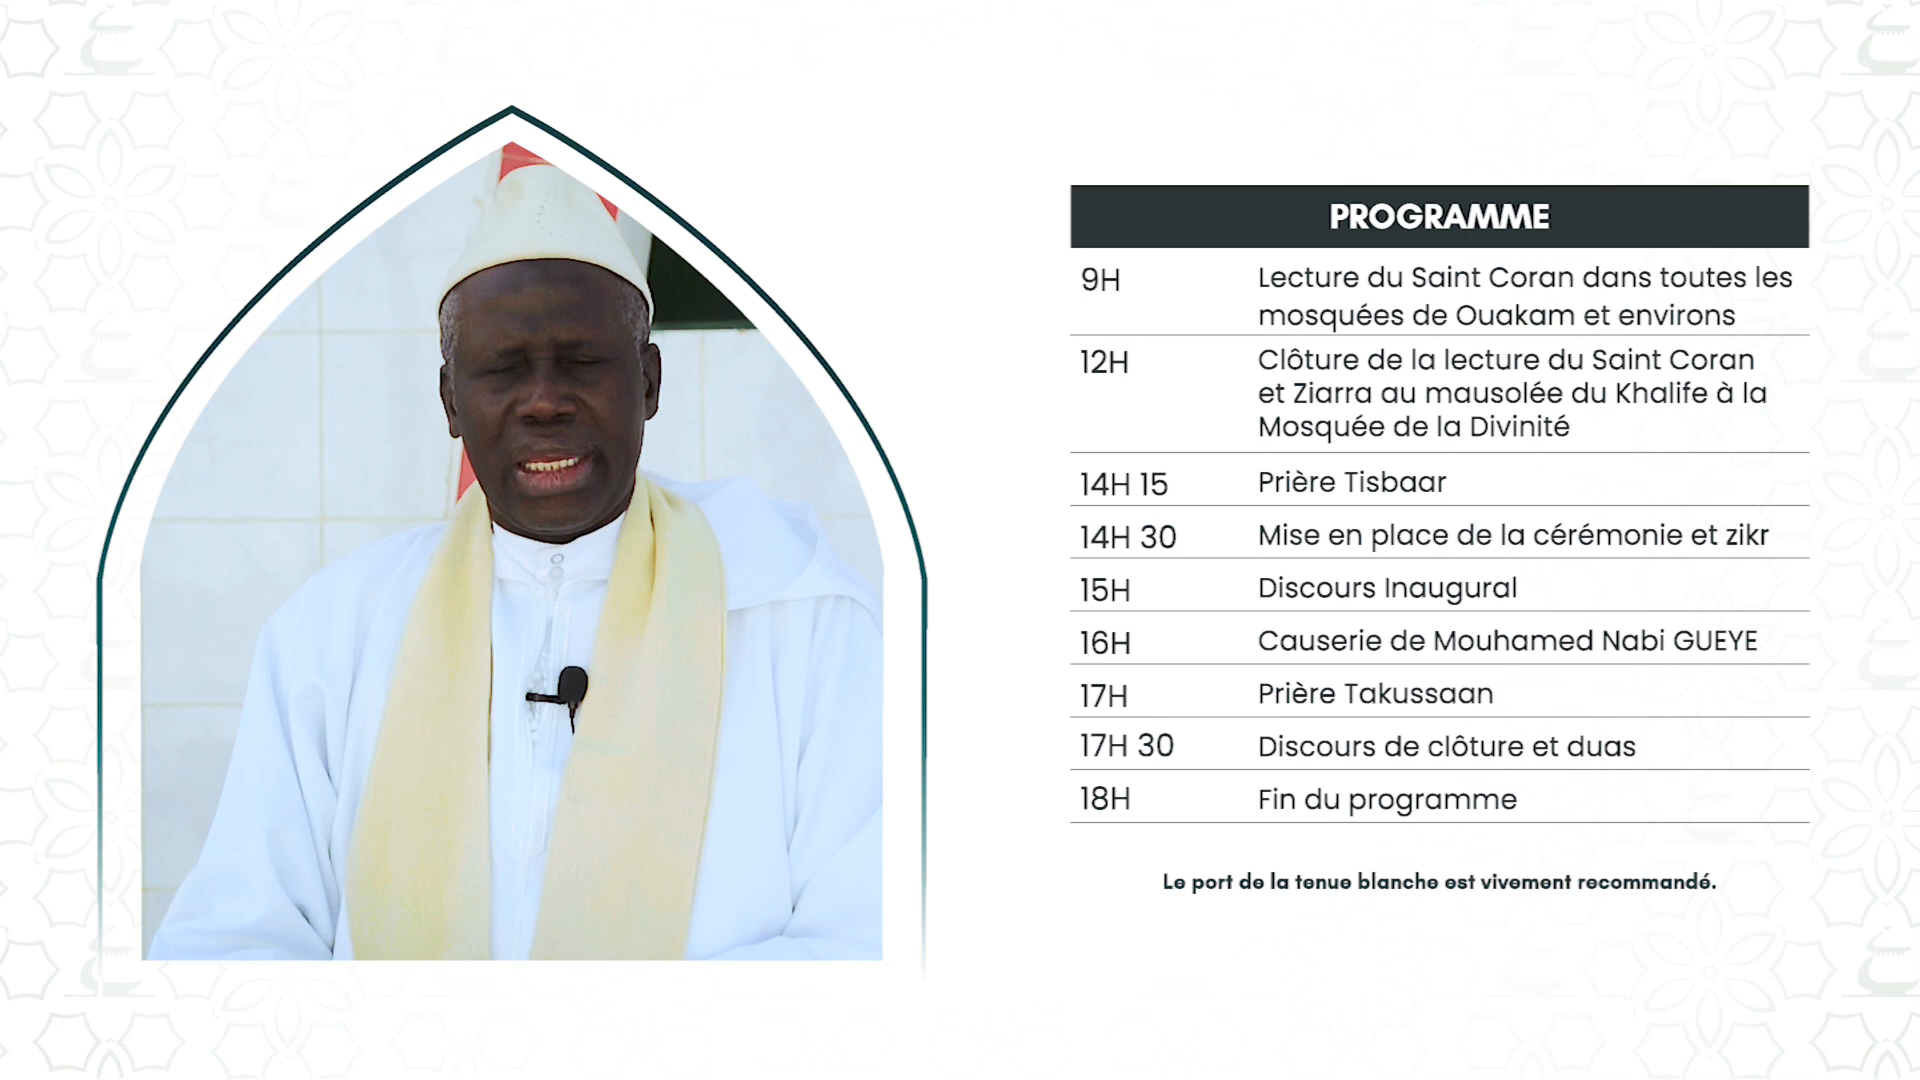 PROGRAMME
9H
Lecture du Saint Coran dans toutes les
mosquées de Ouakam et environs
12H
Clôture de la lecture du Saint Coran
et Ziarra au mausolée du Khalife à la
Mosquée de la Divinité
14H 15
Prière Tisbaar
14H 30
Mise en place de la cérémonie et zikr
15H
Discours Inaugural
16H
Causerie de Mouhamed Nabi GUEYE
17H
Prière Takussaan
17H 30
Discours de clôture et duas
18H
Fin du programme
Le port de la tenue blanche est vivement recommandé.